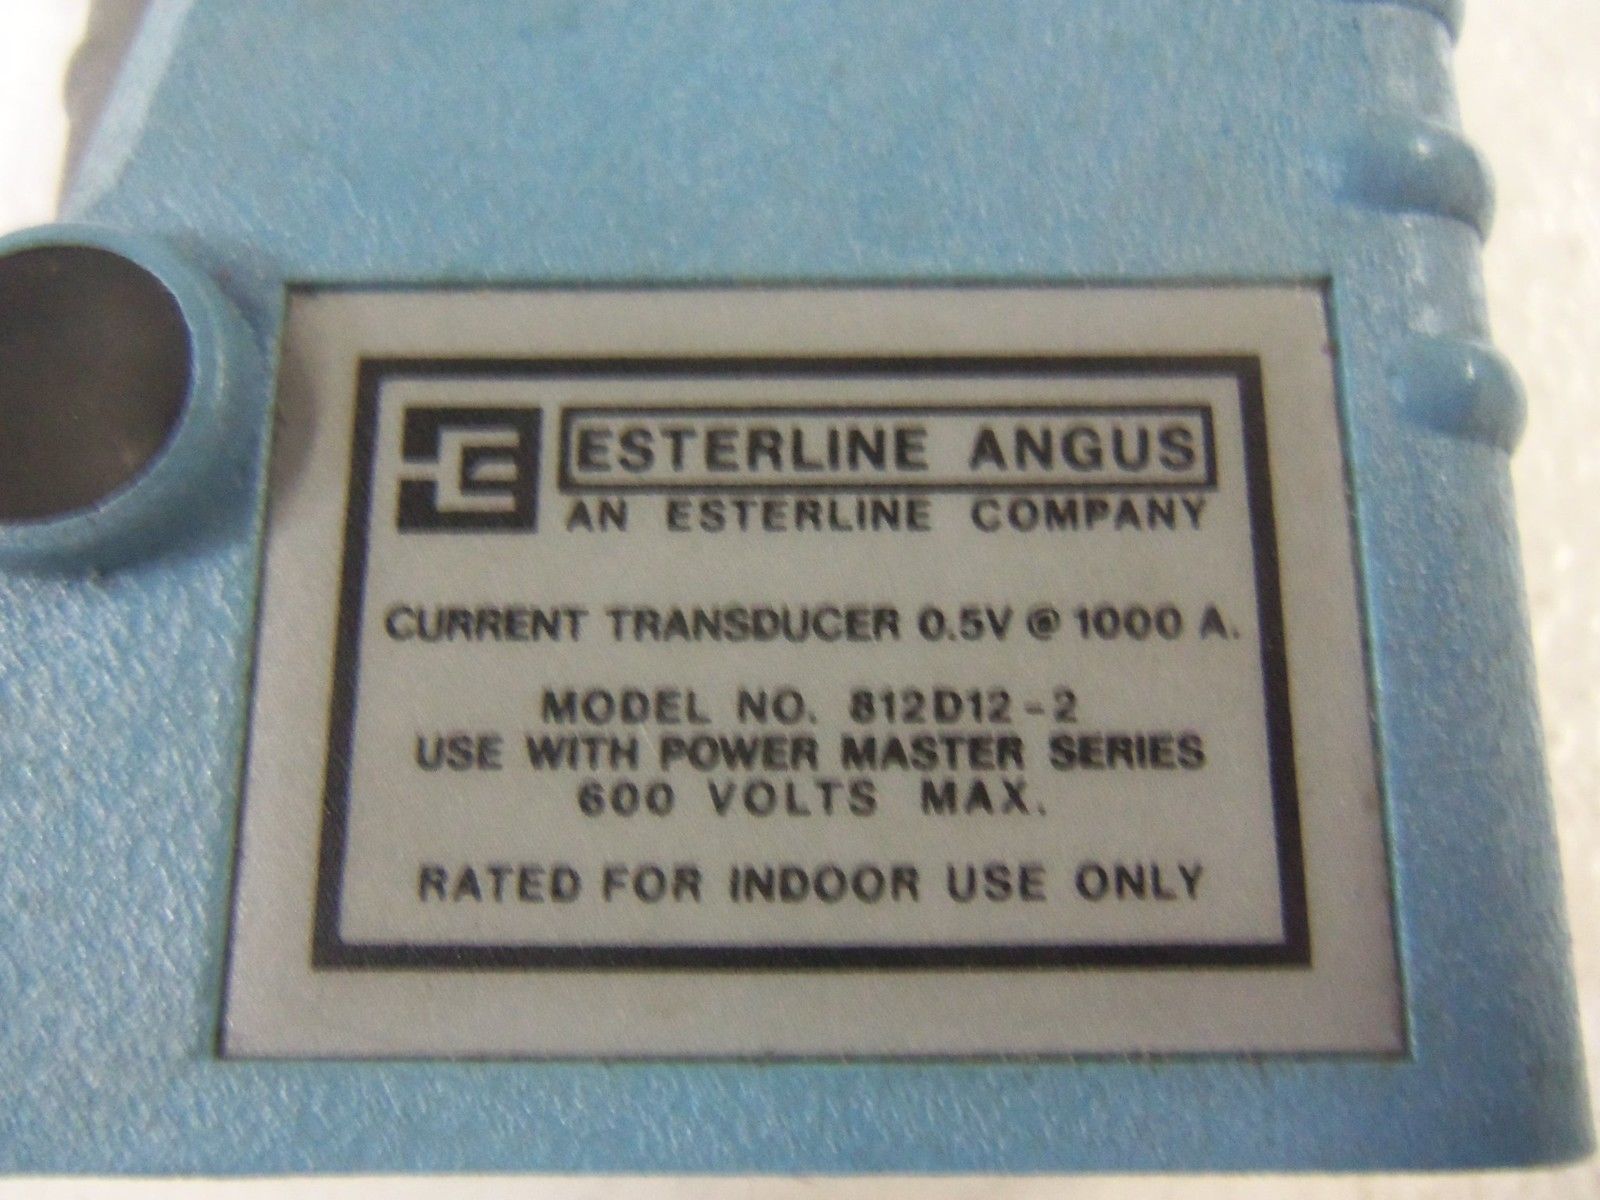 ESTERLINE ANGUS
AN ESTERLINE COMPANY
CURRENT TRANSDUCER 0.5V @ 1000 A.
MODEL NO. 812D12-2
USE WITH POWER MASTER SERIES
600 VOLTS MAX.
RATED FOR INDOOR USE ONLY